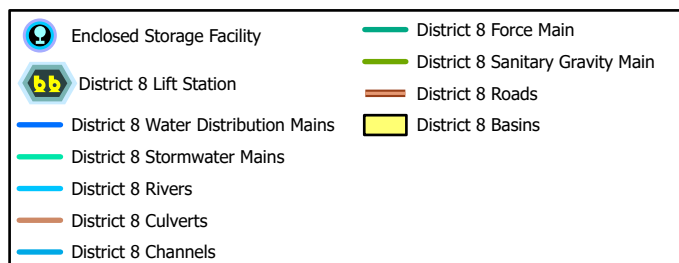 Enclosed Storage Facility
District 8 Lift Station
District 8 Water Distribution Mains
District 8 Stormwater Mains
District 8 Rivers
District 8 Culverts
District 8 Channels
District 8 Force Main
District 8 Sanitary Gravity Main
District 8 Roads
District 8 Basins